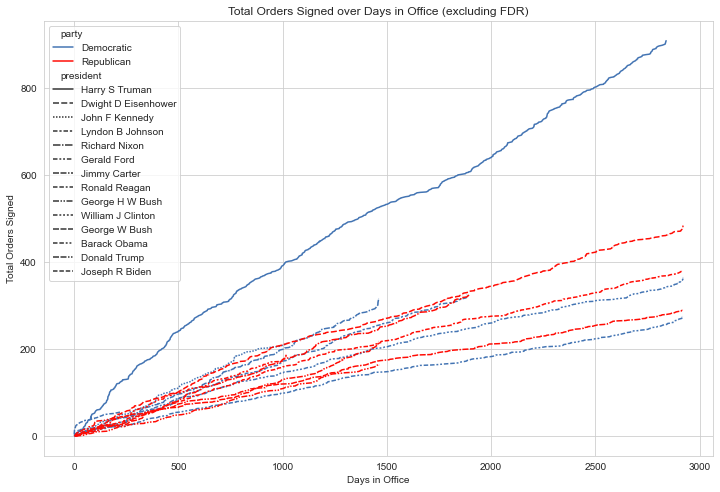 Total Orders Signed over Days in Office (excluding FDR)
party
Democratic
Republican
president
Harry S Truman
Dwight D Eisenhower
John F Kennedy
Lyndon B Johnson
Richard Nixon
Gerald Ford
Jimmy Carter
Ronald Reagan
George H W Bush
William J Clinton
George W Bush
Barack Obama
Donald Trump
Joseph R Biden
Total Orders Signed
800
600
400
200
0
0
500
1000
1500
2000
2500
3000
Days in Office